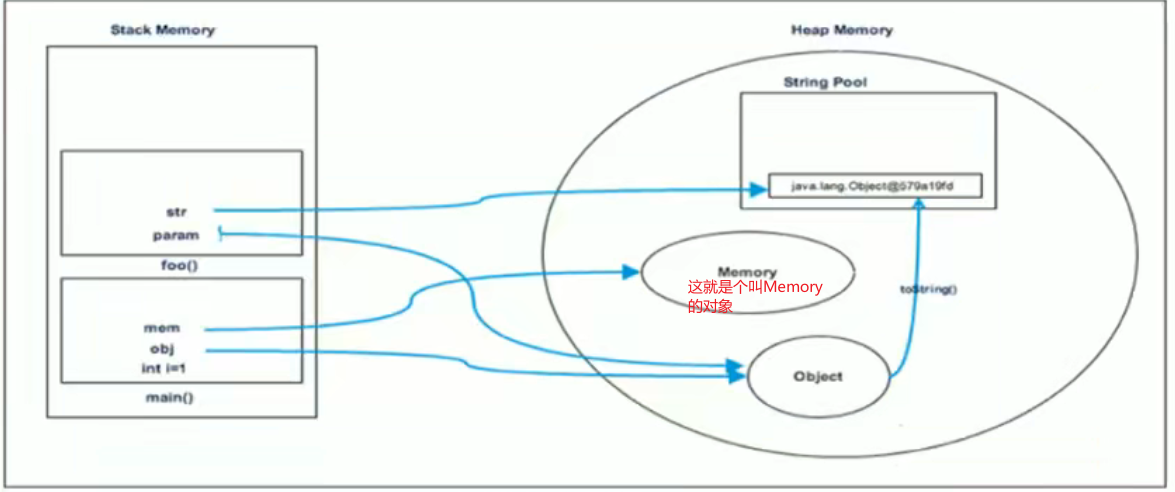 Stack Memory
Heap Memory
String Pool
java.lang.Object@579a19fd
str
param
foo()
Memory
这就是个叫Memory
的对象
toString()
mem
obj
int i=1
main()
Object